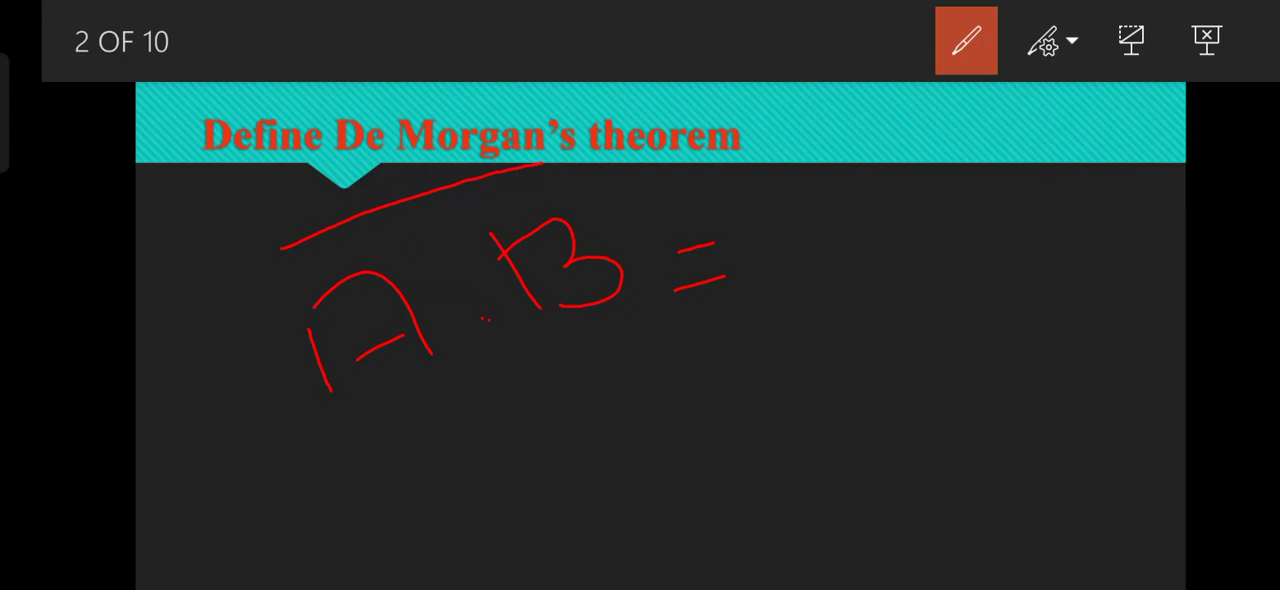 2 OF 10
Define De Morgan's theorem
A . B =